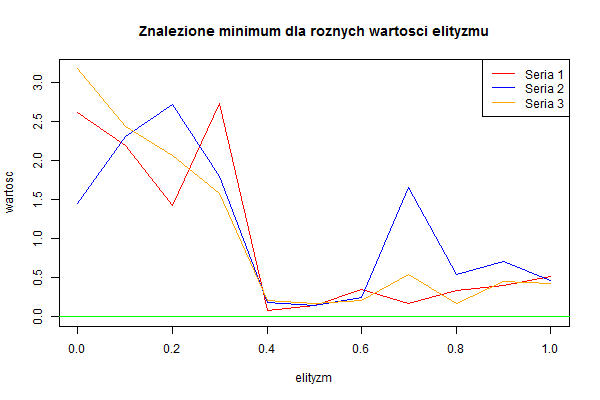 Znalezione minimum dla roznych wartosci elityzmu
Seria 1
Seria 2
Seria 3
wartosc
3.0
2.5
2.0
1.5
1.0
0.5
0.0
0.0 0.2 0.4 0.6 0.8 1.0
elityzm